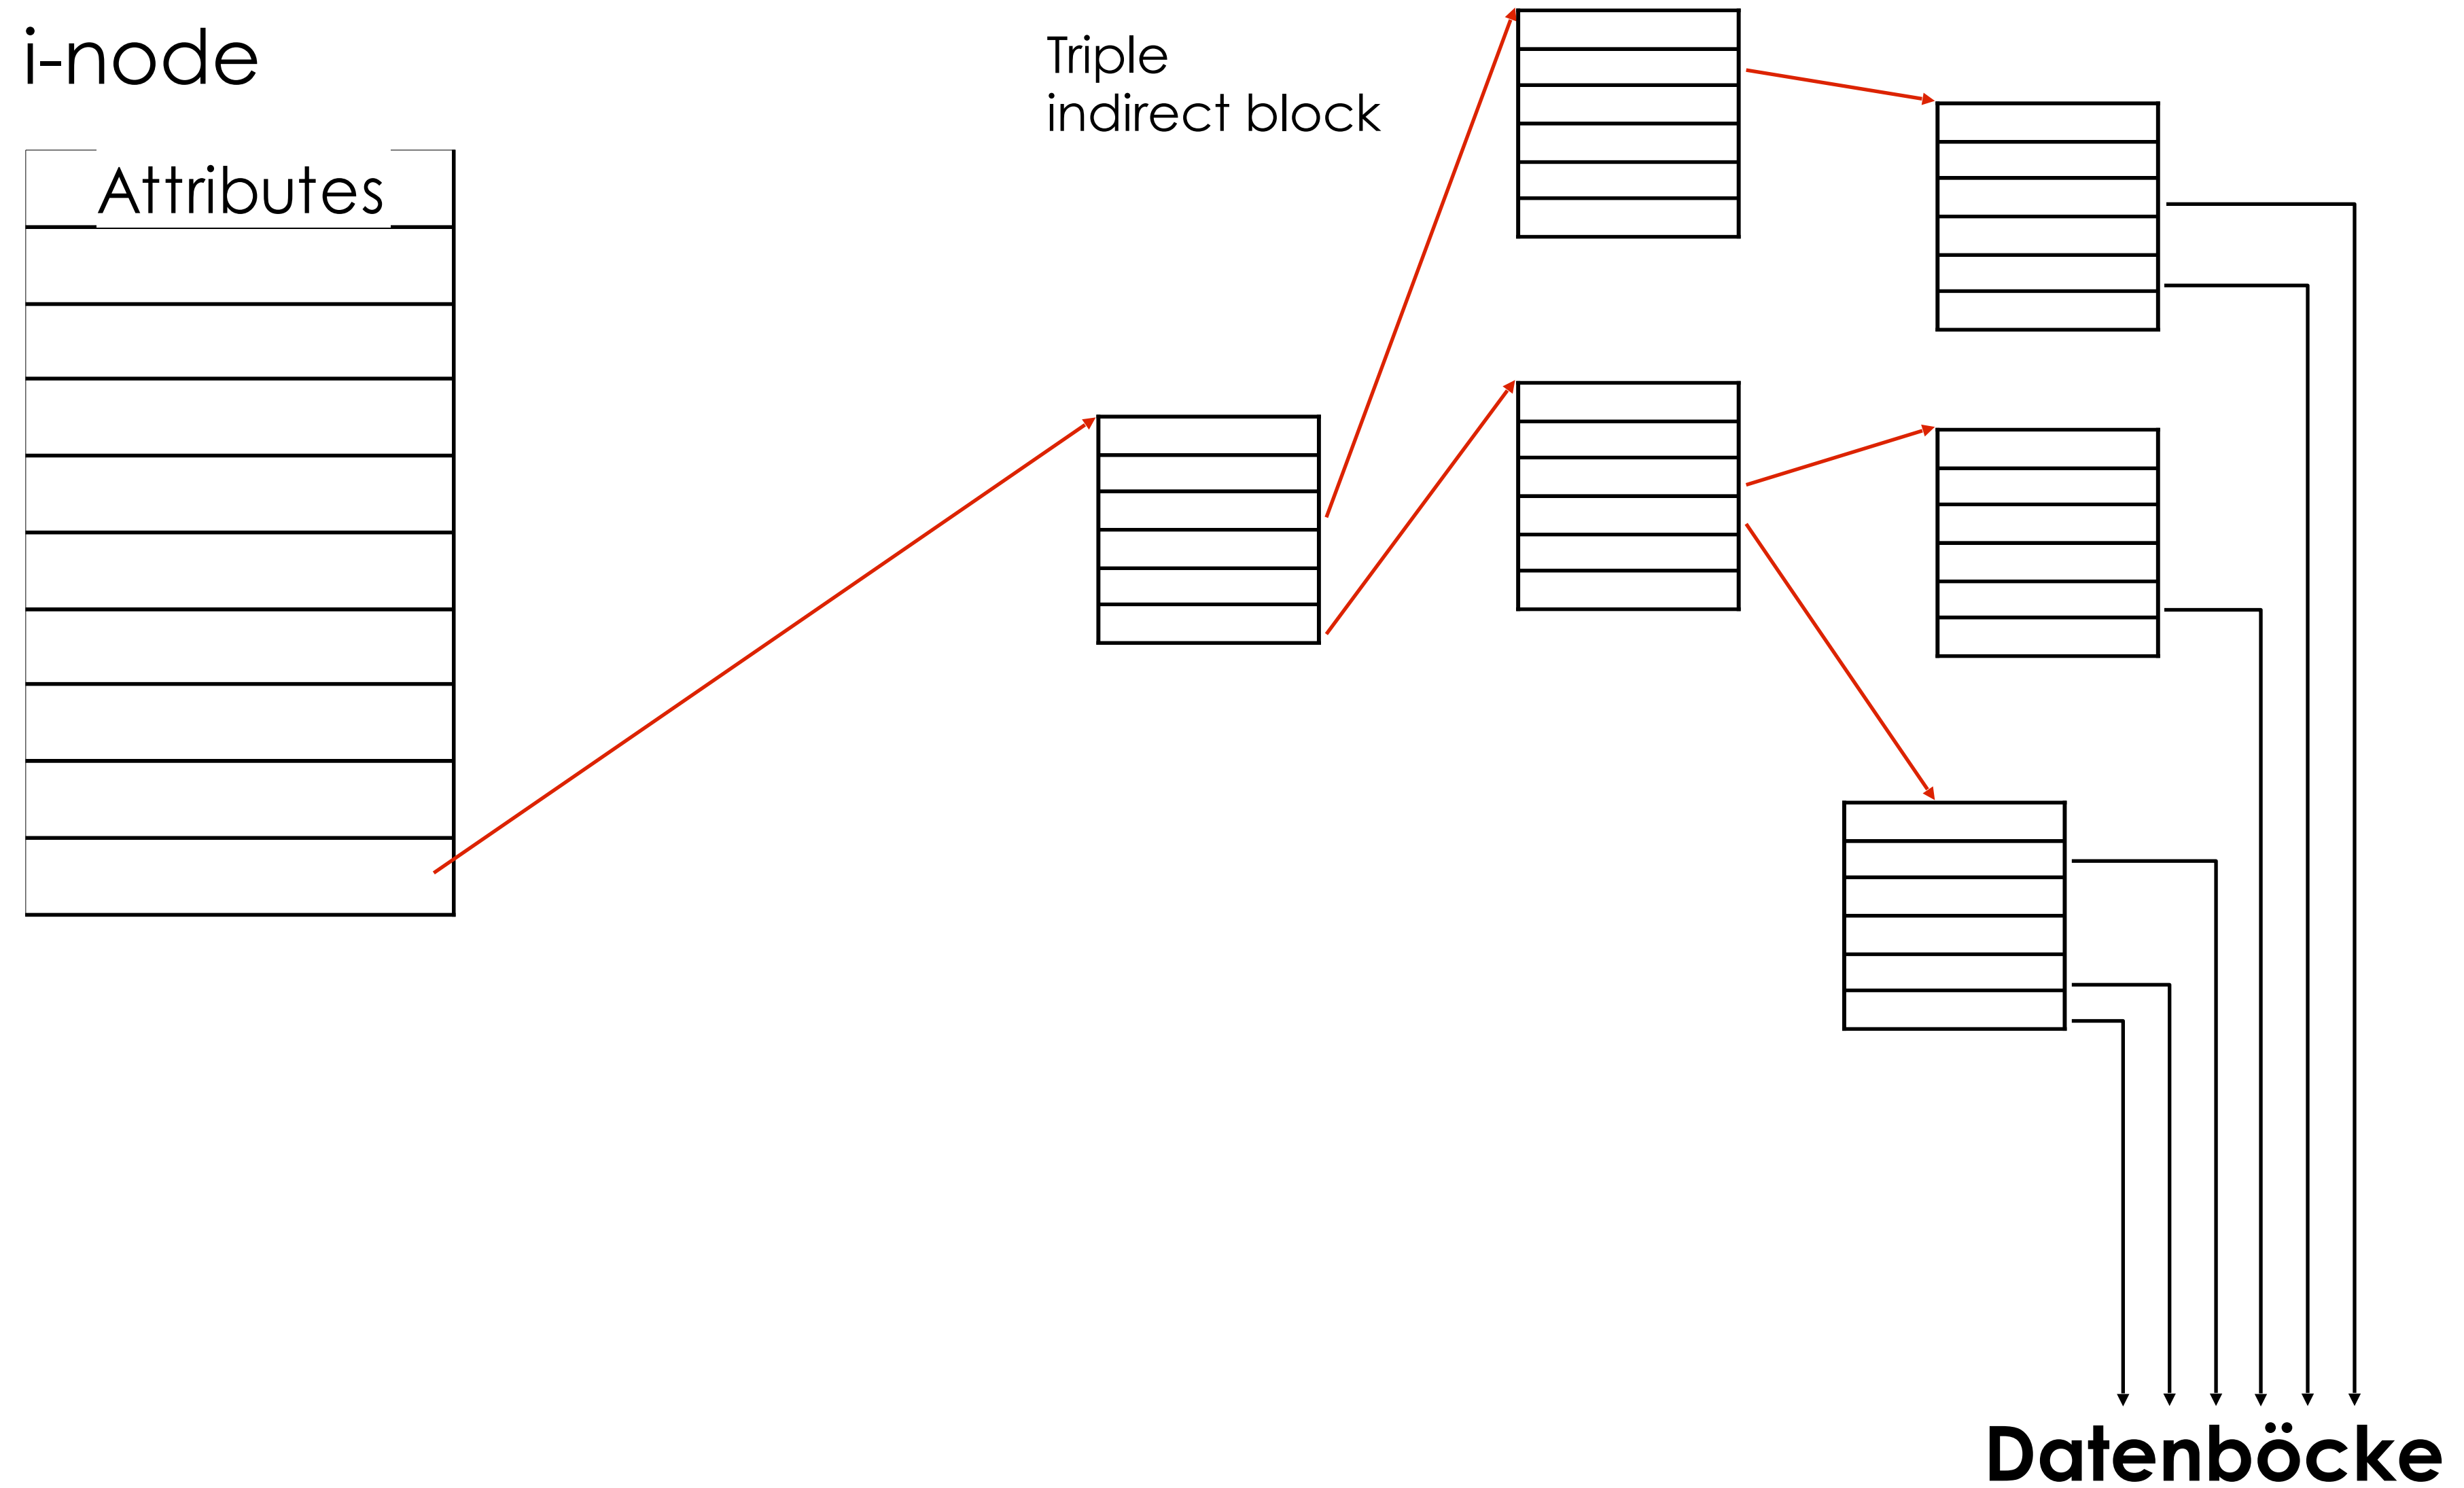 i-node
Triple
indirect block
Attributes
Datenböcke